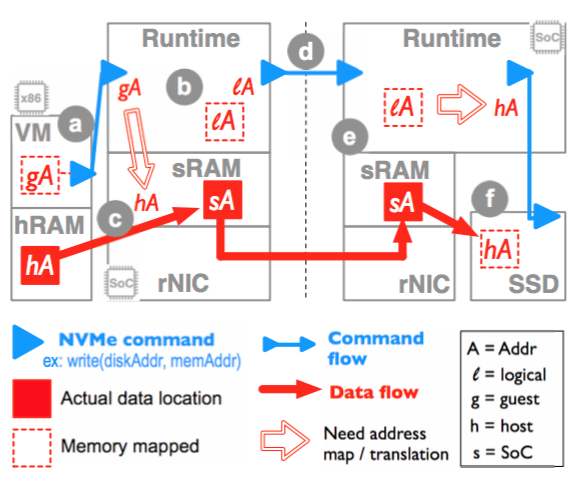 Runtime
d
Runtime
SoC
x86
VM
a
gA
b
ℓA
ℓA
ℓA
hA
gA
e
sRAM
sRAM
f
hA
c
sA
sA
hRAM
hA
hA
SoC
rNIC
rNIC
SSD
NVMe command
ex: write(diskAddr, memAddr)
Actual data location
Memory mapped
Command
flow
Data flow
Need address
map / translation
A = Addr
ℓ = logical
g = guest
h = host
s = SoC